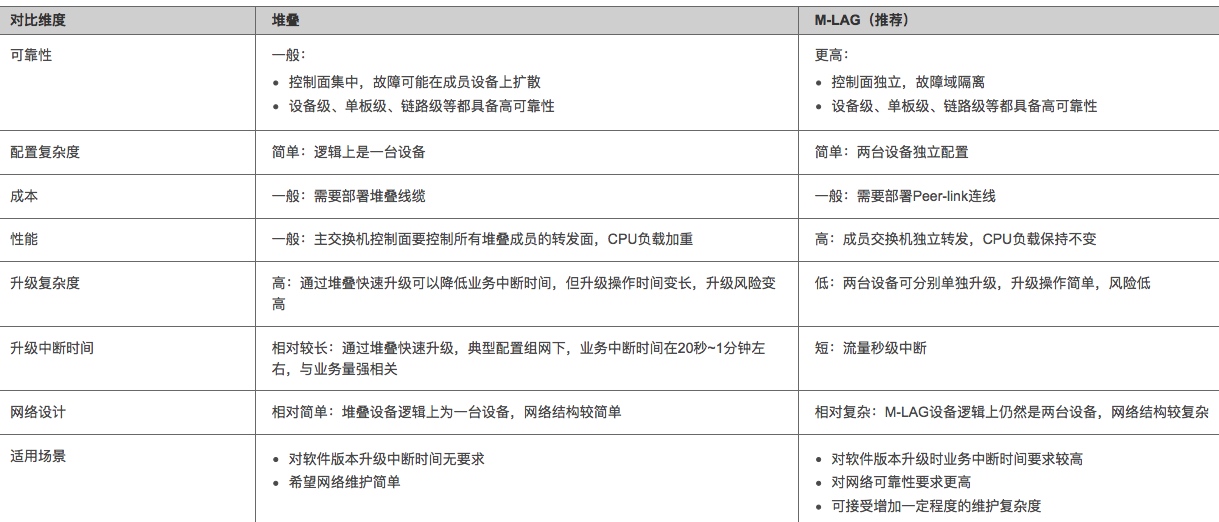 对比维度 堆叠 M-LAG（推荐）
可靠性 一般： 更高：
• 控制面集中，故障可能在成员设备上扩散 • 控制面独立，故障域隔离
• 设备级、单板级、链路级等都具备高可靠性 • 设备级、单板级、链路级等都具备高可靠性
配置复杂度 简单：逻辑上是一台设备 简单：两台设备独立配置
成本 一般：需要部署堆叠线缆 一般：需要部署Peer-link连线
性能 一般：主交换机控制面要控制所有堆叠成员的转发面，CPU负载加重 高：成员交换机独立转发，CPU负载保持不变
升级复杂度 高：通过堆叠快速升级可以降低业务中断时间，但升级操作时间变长，升级风险变 低：两台设备可分别单独升级，升级操作简单，风险低
高
升级中断时间 相对较长：通过堆叠快速升级，典型配置组网下，业务中断时间在20秒~1分钟左 短：流量秒级中断
右，与业务量强相关
网络设计 相对简单：堆叠设备逻辑上为一台设备，网络结构较简单 相对复杂：M-LAG设备逻辑上仍然是两台设备，网络结构较复杂
适用场景 • 对软件版本升级中断时间无要求 • 对软件版本升级时业务中断时间要求较高
• 希望网络维护简单 • 对网络可靠性要求更高
• 可接受增加一定程度的维护复杂度